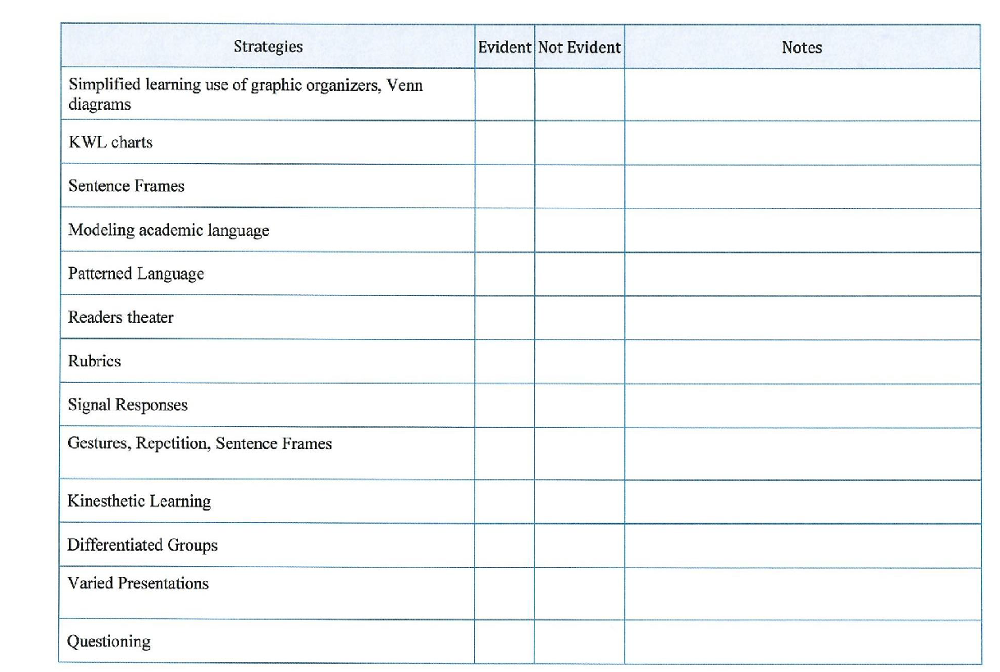 Strategies Evident Not Evident Notes
Simplified learning use of graphic organizers, Venn
diagrams
KWL charts
Sentence Frames
Modeling academic language
Patterned Language
Readers theater
Rubrics
Signal Responses
Gestures, Repetition, Sentence Frames
Kinesthetic Learning
Differentiated Groups
Varied Presentations
Questioning